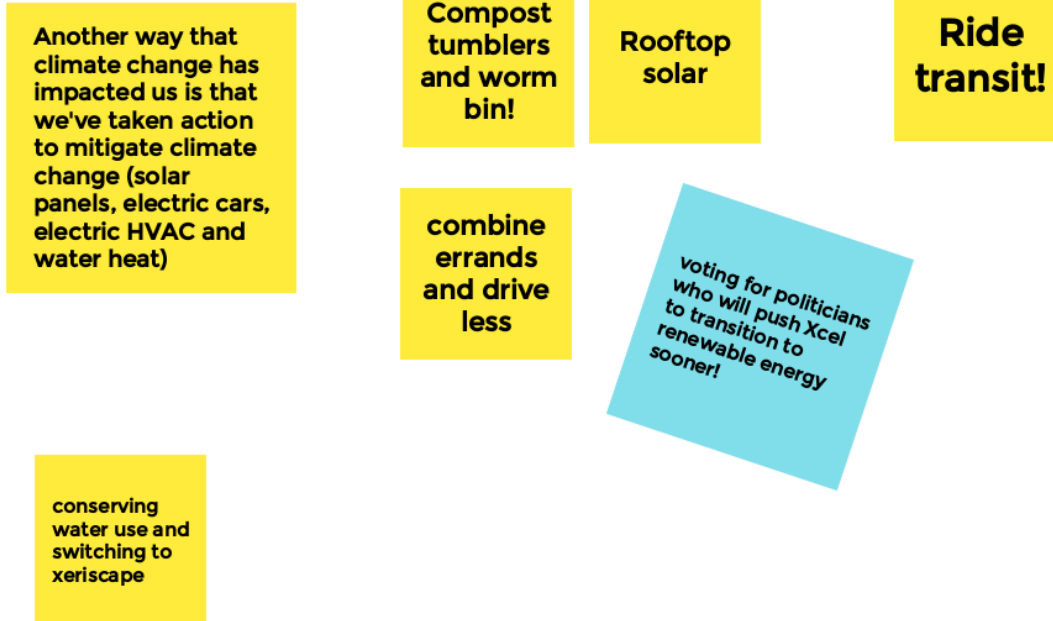 Another way that
climate change has
impacted us is that
we've taken action
to mitigate climate
change (solar
panels, electric cars,
electric HVAC and
water heat)
Compost
tumblers
and worm
bin!
Rooftop
solar
Ride
transit!
combine
errands
and drive
less
voting for politicians
who will push Xcel
to transition to
renewable energy
sooner!
conserving
water use and
switching to
xeriscape